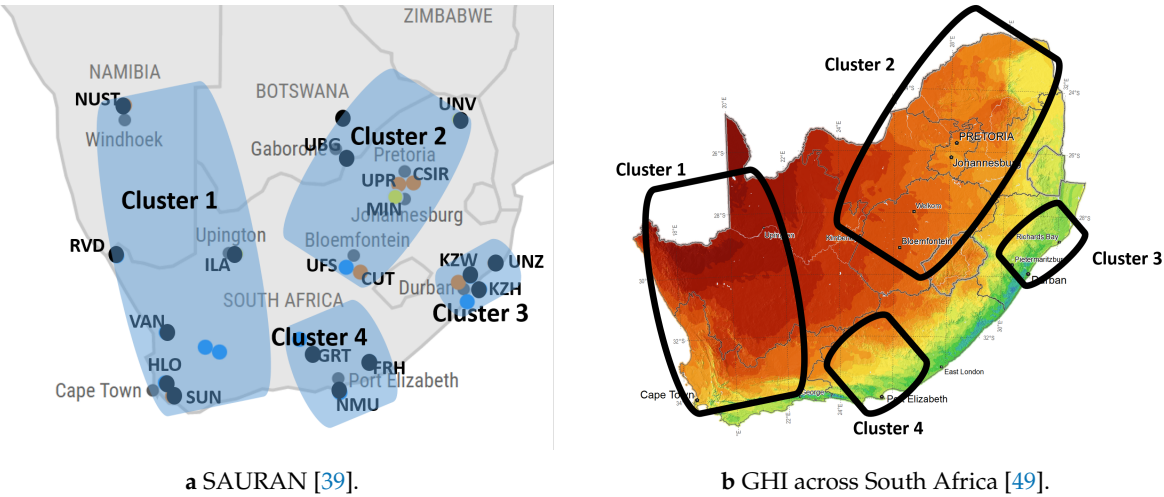 ZIMBABWE
NAMIBIA
NUST
Windhoek
BOTSWANA
UNV
UBG
Gaborone
Cluster 2
Pretoria
UPR
CSIR
MIN
Johannesburg
Cluster 1
RVD
Upington
ILA
Bloemfontein
UFS
CUT
KZW
UNZ
Durban
KZH
Cluster 3
SOUTH AFRICA
VAN
Cluster 4
GRT
HLO
FRH
Cape Town
SUN
Port Elizabeth
NMU
Cluster 2
PRETORIA
Johannesburg
Cluster 1
Welkom
Upington
Kimberley
Bloemfontein
Richards Bay
Pietermaritzburg
Durban
Cluster 3
East London
Cape Town
George
Port Elizabeth
Cluster 4
a SAURAN [39].
b GHI across South Africa [49].